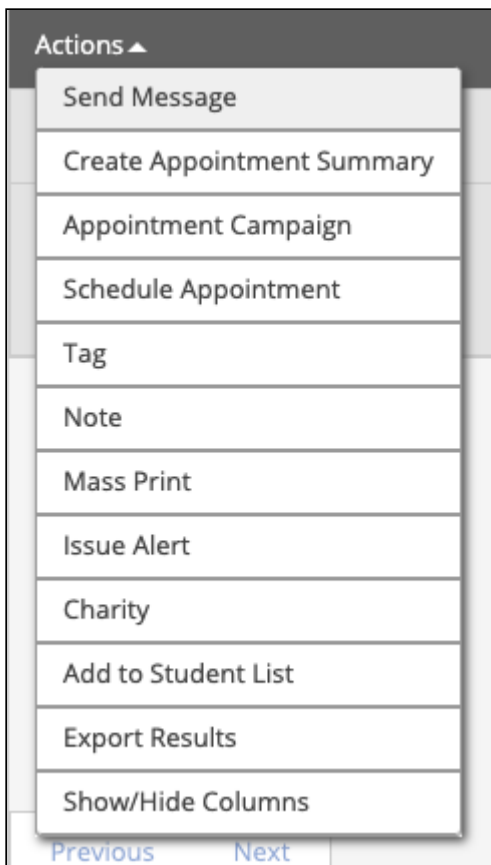 Actions
Send Message
Create Appointment Summary
Appointment Campaign
Schedule Appointment
Tag
Note
Mass Print
Issue Alert
Charity
Add to Student List
Export Results
Show/Hide Columns
Previous Next